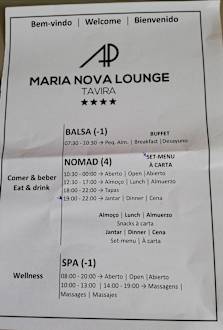 Bem-vindo | Welcome | Bienvenido
AP
MARIA NOVA LOUNGE
TAVIRA
★★★★
BALSA (-1)
BUFFET
07:30 - 10:30 → Peq. Alm. | Breakfast | Desayuno
NOMAD (4)
SET-MENU
À CARTA
Comer & beber
Eat & drink
10:30 - 00:00 → Aberto | Open | Abierto
12:30 - 17:00 → Almoço | Lunch | Almuerzo
18:00 - 22:00 → Tapas
19:00 - 22:00 → Jantar | Dinner | Cena
Almoço | Lunch | Almuerzo
Snacks à carta
Jantar | Dinner | Cena
Set-menu | À carta
SPA (-1)
Wellness
08:00 - 20:00 → Aberto | Open | Abierto
10:00 - 13:00 | 14:00 - 19:00 → Massagens |
Massages | Masajes